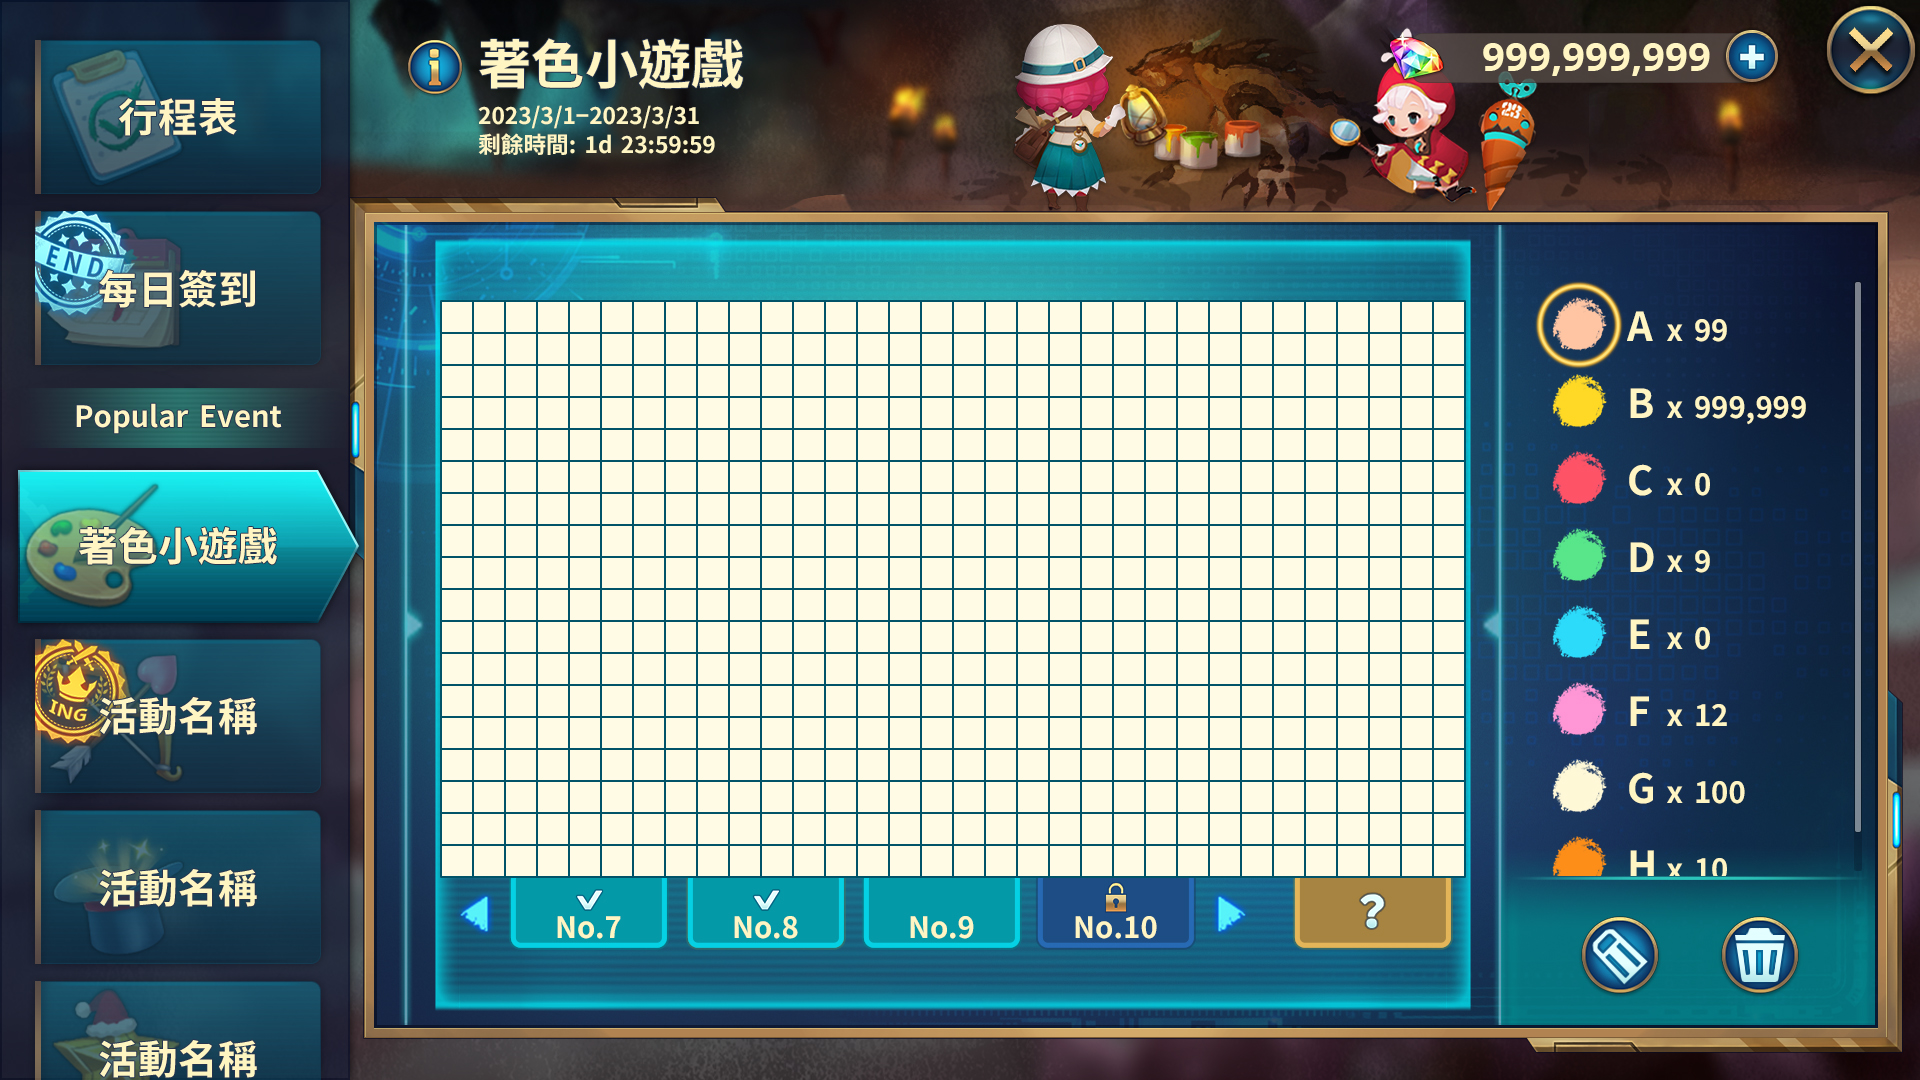 行程表
END
每日簽到
Popular Event
著色小遊戲
ING
活動名稱
活動名稱
活動名稱
著色小遊戲
2023/3/1–2023/3/31
剩餘時間: 1d 23:59:59
999,999,999
A x 99
B x 999,999
C x 0
D x 9
E x 0
F x 12
G x 100
H x 10
No.7
No.8
No.9
No.10
?